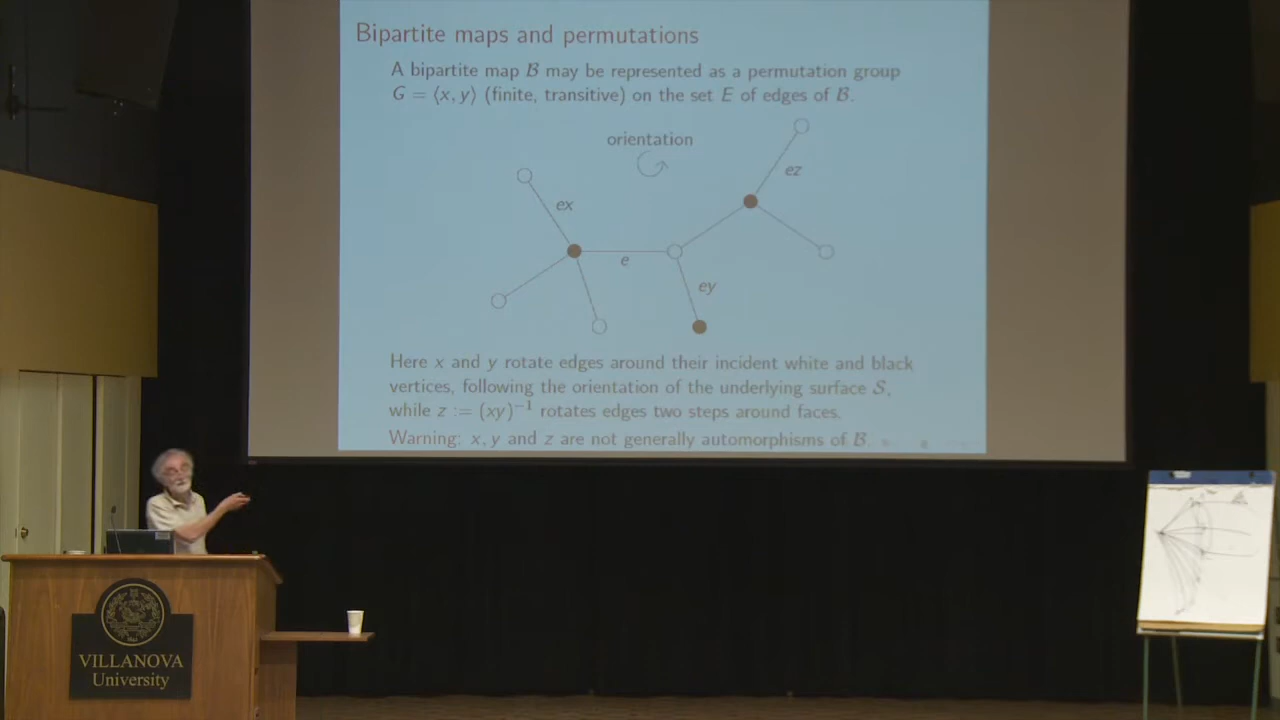 Bipartite maps and permutations
A bipartite map B may be represented as a permutation group
G = ⟨x, y⟩ (finite, transitive) on the set E of edges of B.
orientation
ez
ex
e
ey
Here x and y rotate edges around their incident white and black
vertices, following the orientation of the underlying surface S,
while z := (xy)⁻¹ rotates edges two steps around faces.
Warning: x, y and z are not generally automorphisms of B.
VILLANOVA
University